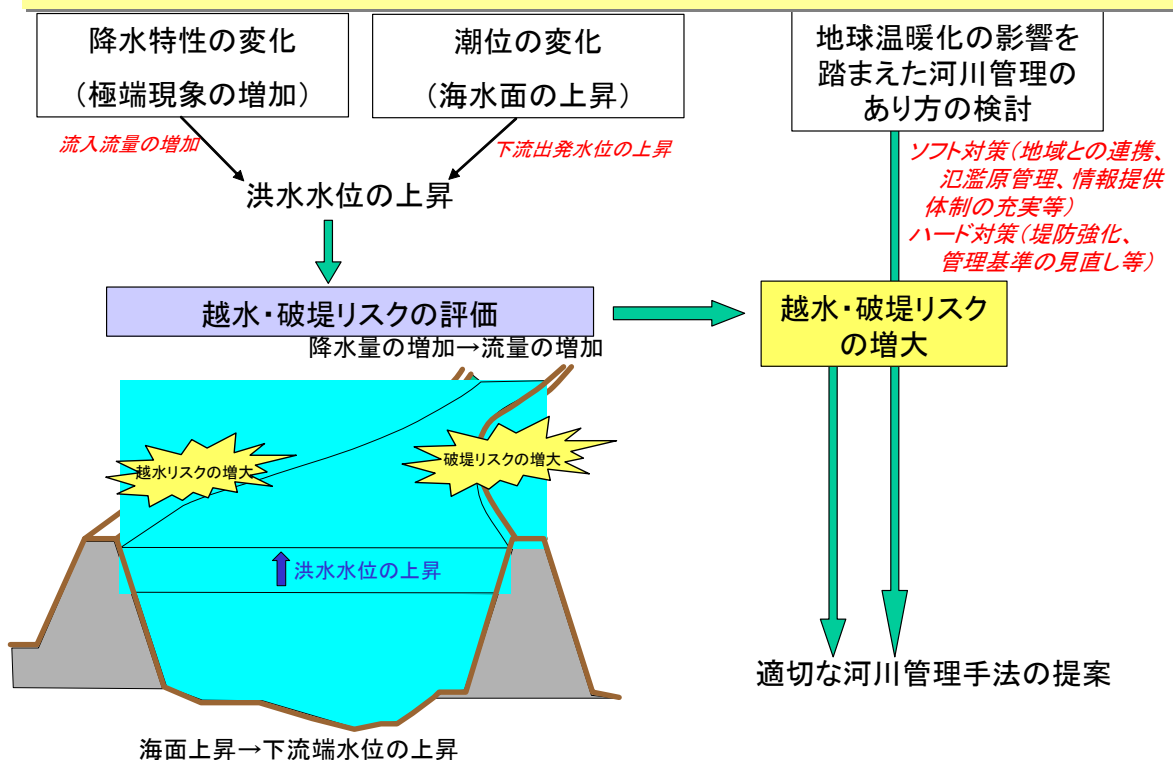 降水特性の変化
（極端現象の増加）
潮位の変化
（海水面の上昇）
地球温暖化の影響を
踏まえた河川管理の
あり方の検討
流入流量の増加
下流出発水位の上昇
ソフト対策（地域との連携、
氾濫原管理、情報提供
体制の充実等）
ハード対策（堤防強化、
管理基準の見直し等）
洪水水位の上昇
越水・破堤リスクの評価
越水・破堤リスク
の増大
降水量の増加→流量の増加
越水リスクの増大
破堤リスクの増大
洪水水位の上昇
適切な河川管理手法の提案
海面上昇→下流端水位の上昇